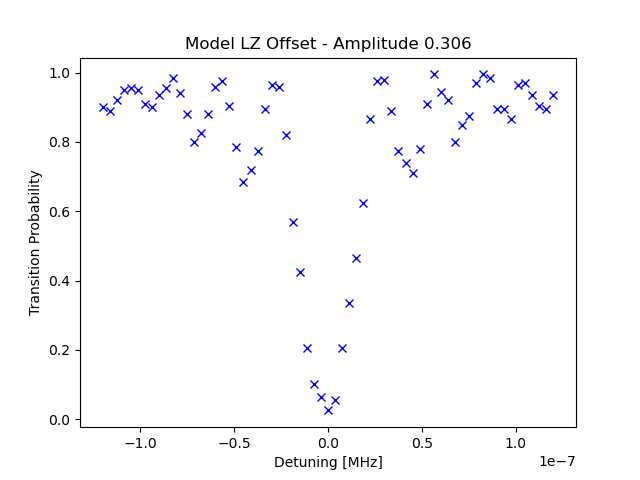 Model LZ Offset - Amplitude 0.306
1.0
0.8
0.6
0.4
0.2
0.0
Transition Probability
−1.0 −0.5 0.0 0.5 1.0
1e−7
Detuning [MHz]